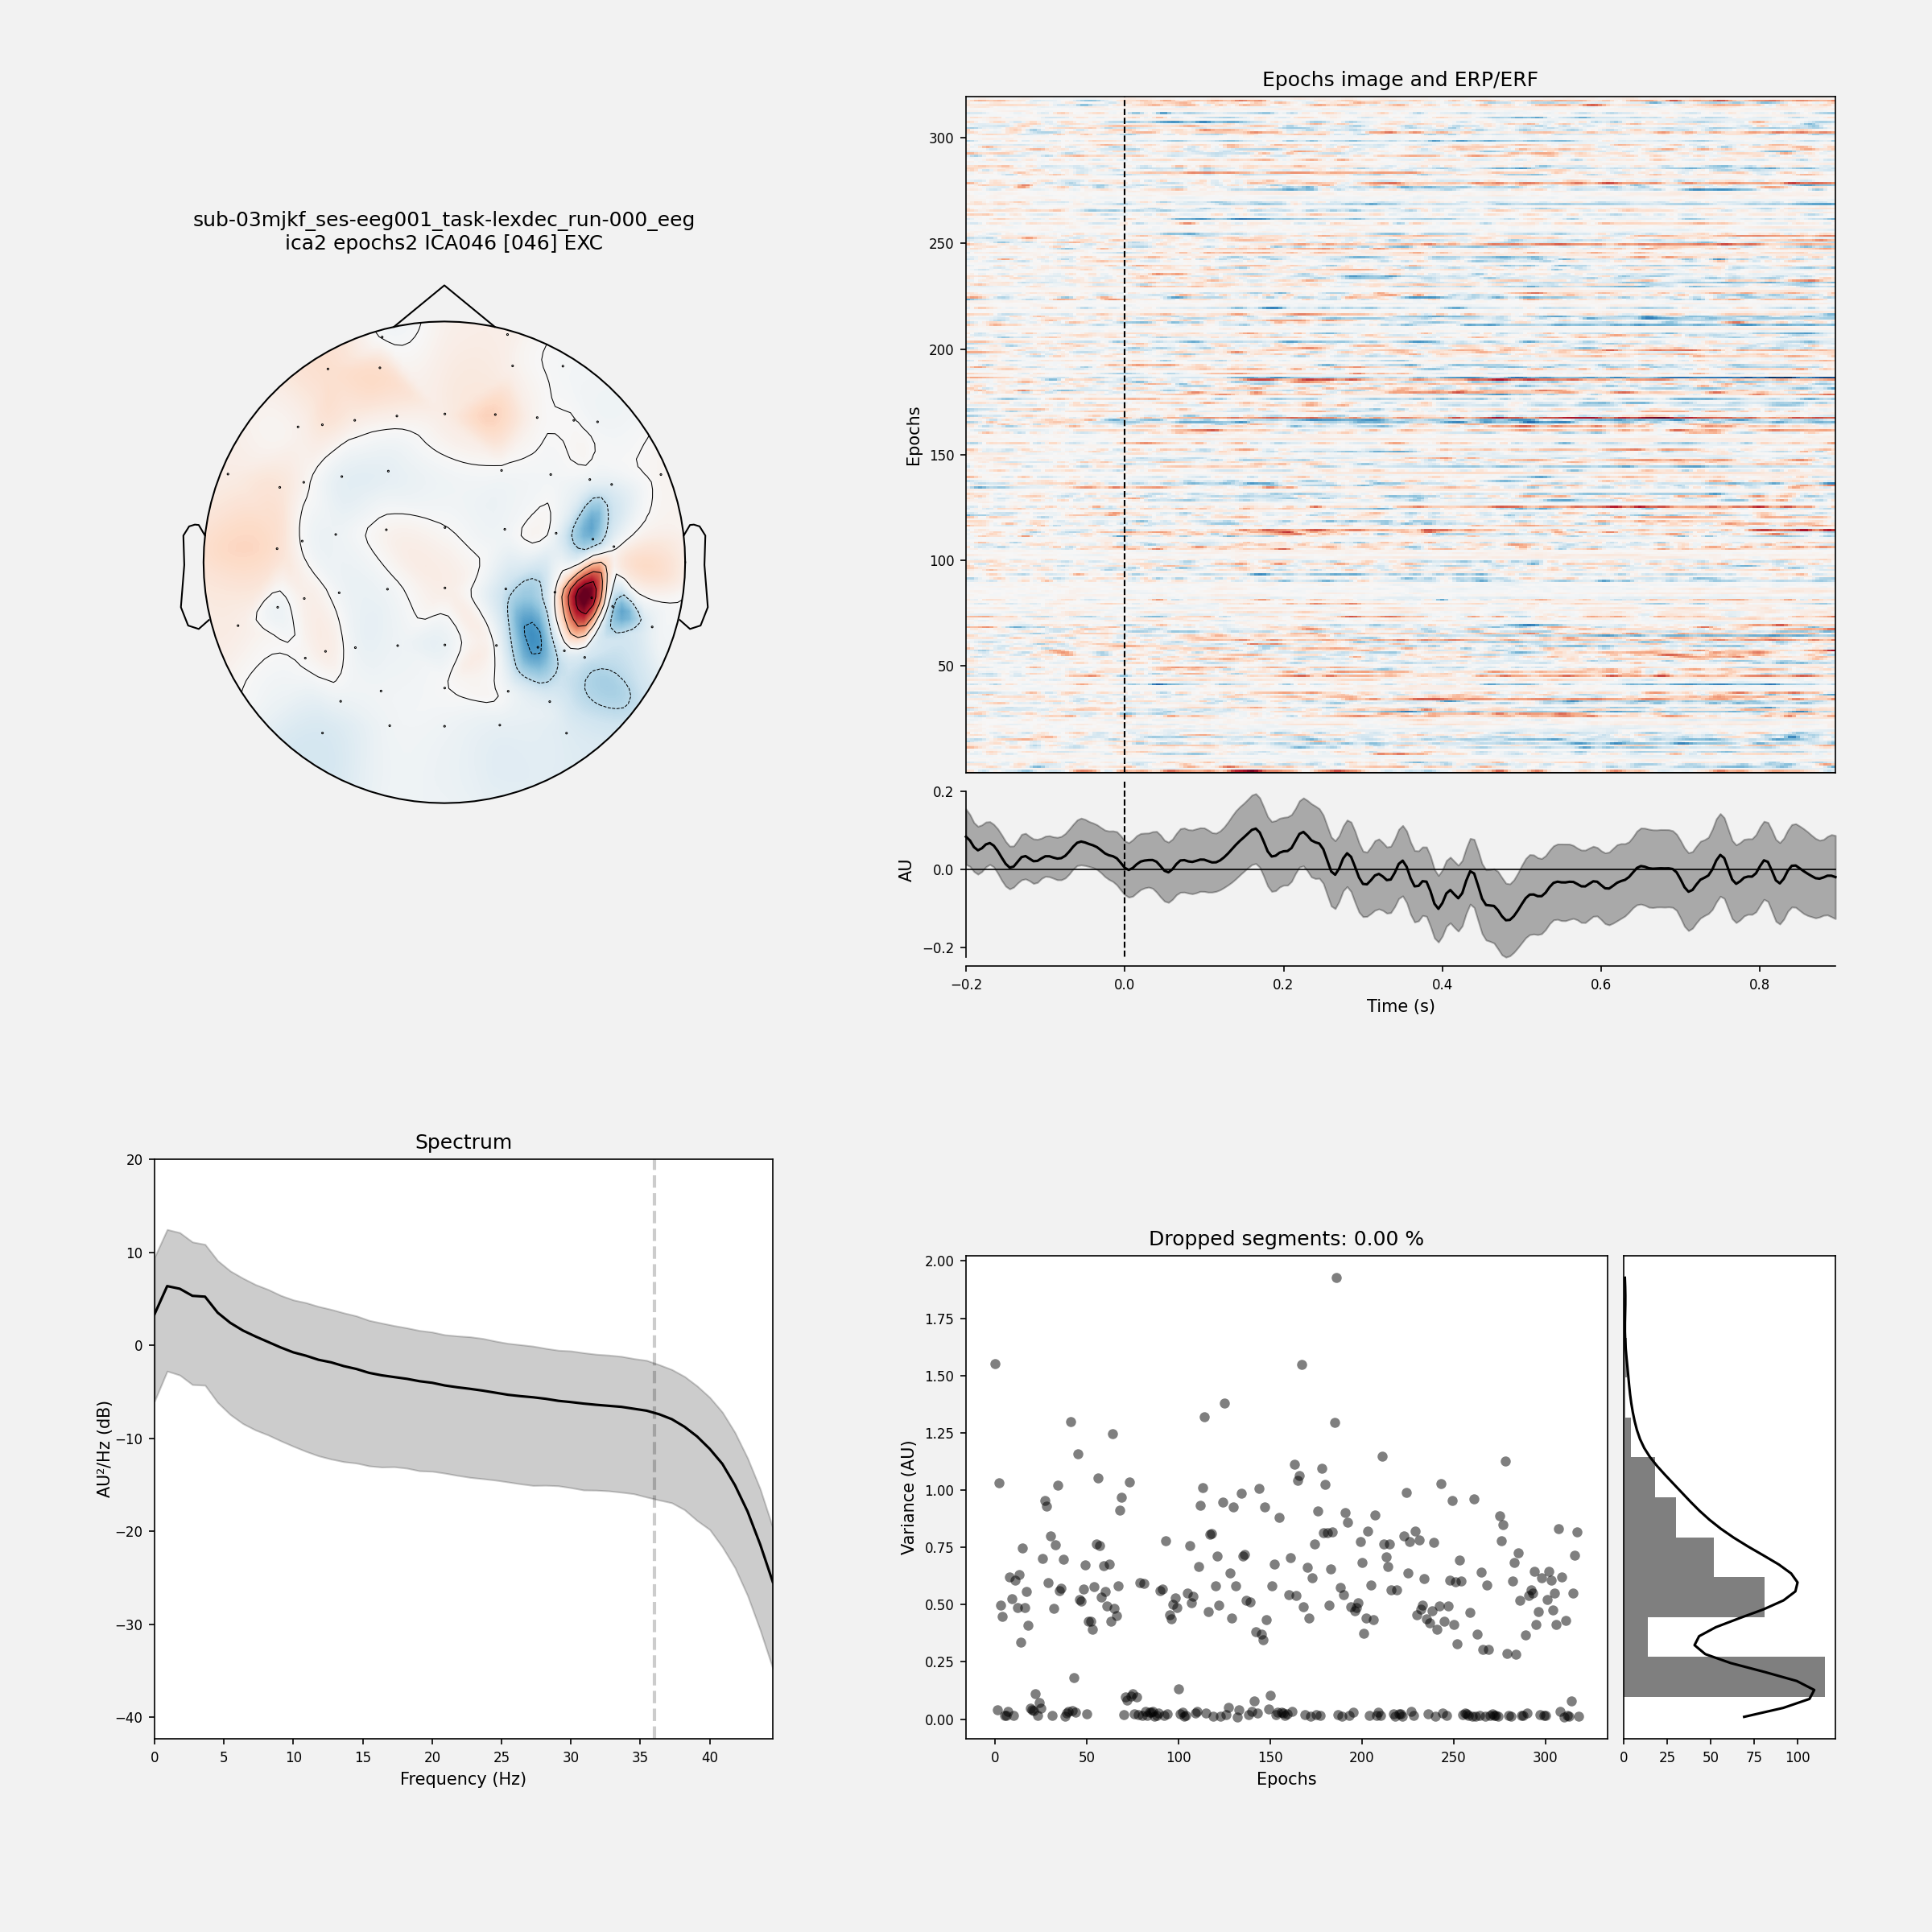 sub-03mjkf_ses-eeg001_task-lexdec_run-000_eeg
ica2 epochs2 ICA046 [046] EXC
Epochs image and ERP/ERF
Epochs
300
250
200
150
100
50
AU
0.2
0.0
−0.2
−0.2 0.0 0.2 0.4 0.6 0.8
Time (s)
Spectrum
AU²/Hz (dB)
20
10
0
−10
−20
−30
−40
0 5 10 15 20 25 30 35 40
Frequency (Hz)
Dropped segments: 0.00 %
Variance (AU)
2.00
1.75
1.50
1.25
1.00
0.75
0.50
0.25
0.00
0 50 100 150 200 250 300
Epochs
0 25 50 75 100